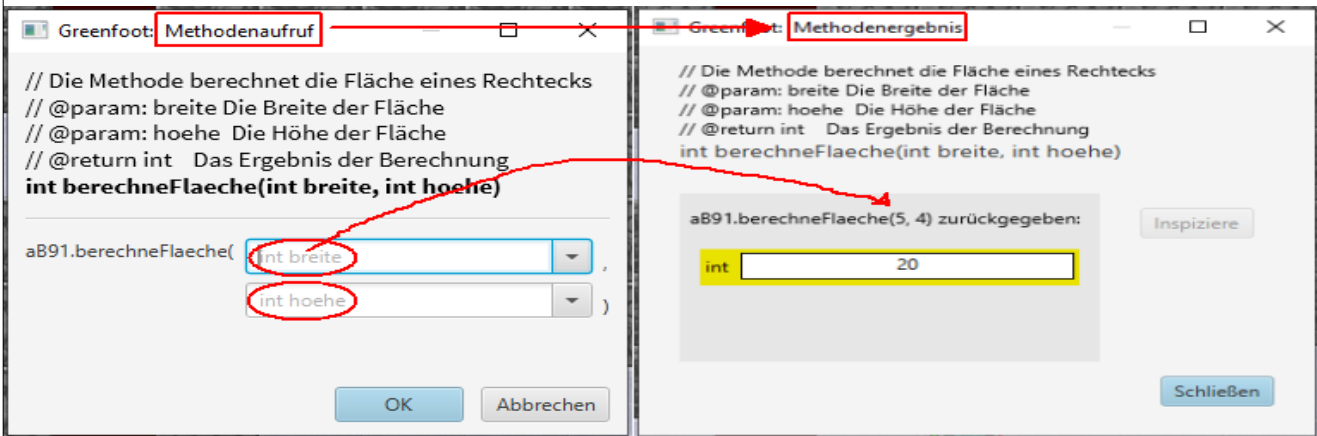 Greenfoot: Methodenaufruf
// Die Methode berechnet die Fläche eines Rechtecks
// @param: breite Die Breite der Fläche
// @param: hoehe  Die Höhe der Fläche
// @return int    Das Ergebnis der Berechnung
int berechneFlaeche(int breite, int hoehe)
aB91.berechneFlaeche( int breite ,
int hoehe )
OK Abbrechen
Greenfoot: Methodenergebnis
// Die Methode berechnet die Fläche eines Rechtecks
// @param: breite Die Breite der Fläche
// @param: hoehe  Die Höhe der Fläche
// @return int    Das Ergebnis der Berechnung
int berechneFlaeche(int breite, int hoehe)
aB91.berechneFlaeche(5, 4) zurückgegeben:
Inspiziere
int 20
Schließen